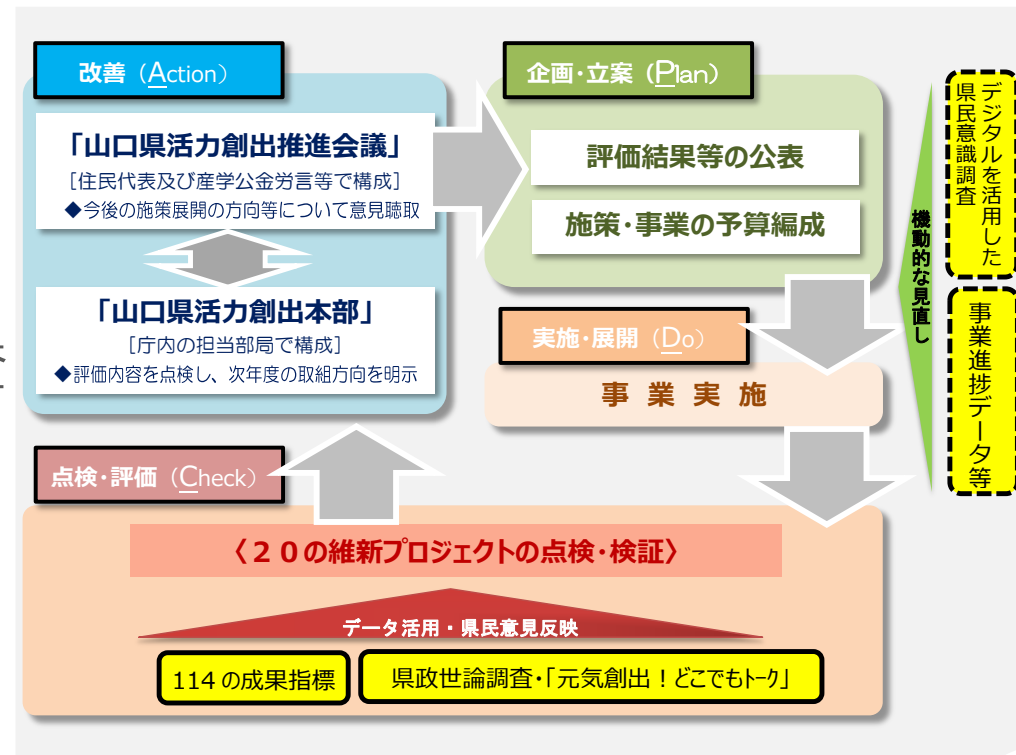 改善（Action）
「山口県活力創出推進会議」
［住民代表及び産学公金労言等で構成］
◆今後の施策展開の方向等について意見聴取
「山口県活力創出本部」
［庁内の担当部局で構成］
◆評価内容を点検し、次年度の取組方向を明示
企画・立案（Plan）
評価結果等の公表
施策・事業の予算編成
実施・展開（Do）
事業実施
機動的な見直し
デジタルを活用した
県民意識調査
事業進捗データ等
点検・評価（Check）
〈２０の維新プロジェクトの点検・検証〉
データ活用・県民意見反映
114の成果指標
県政世論調査・「元気創出！どこでもﾄｰｸ」